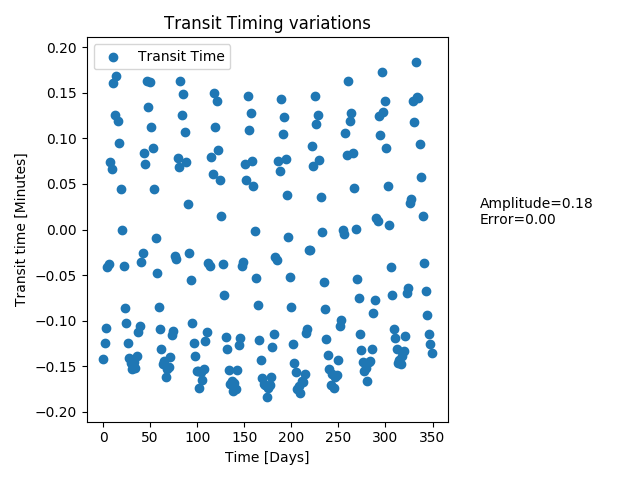 Transit Timing variations
Transit Time
0.20
0.15
0.10
0.05
0.00
−0.05
−0.10
−0.15
−0.20
Transit time [Minutes]
0 50 100 150 200 250 300 350
Time [Days]
Amplitude=0.18
Error=0.00